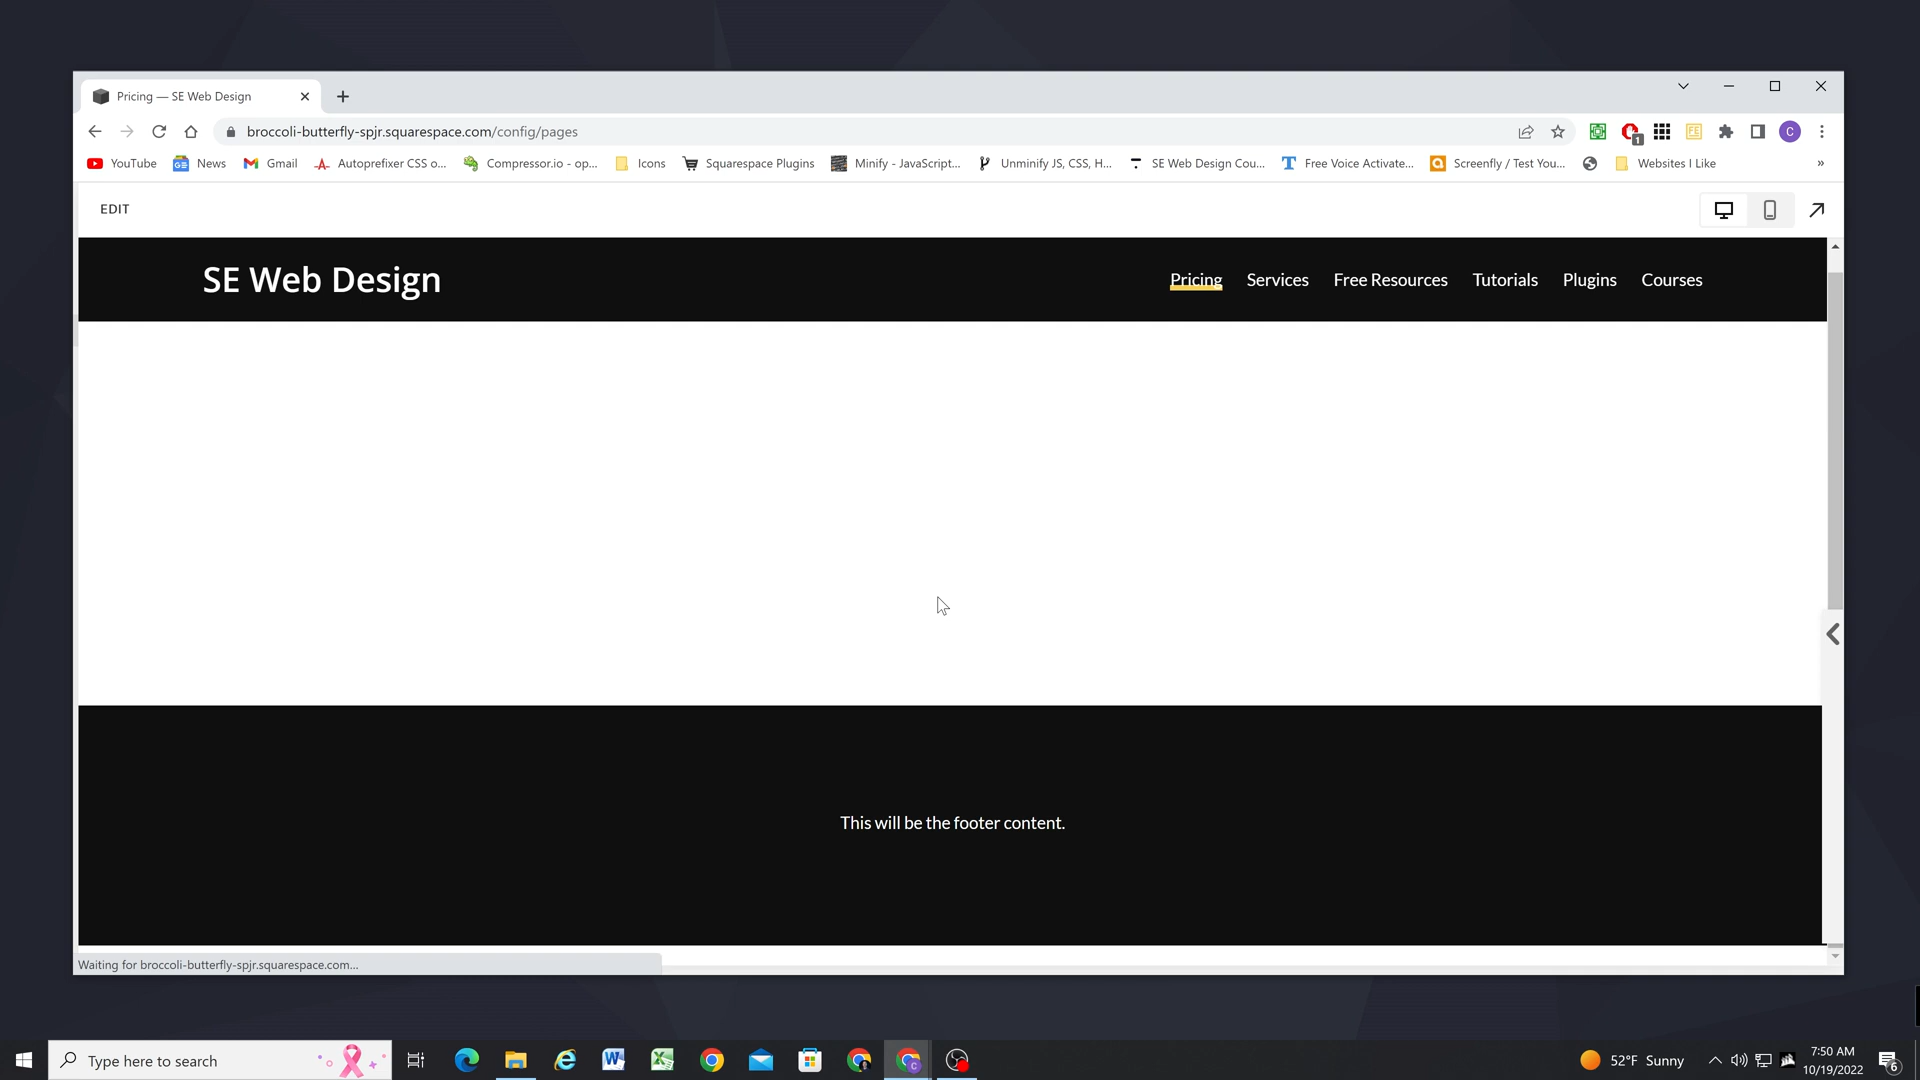 Pricing — SE Web Design
broccoli-butterfly-spjr.squarespace.com/config/pages
FE
1
C
YouTube
News
Gmail
Autoprefixer CSS o...
Compressor.io - op...
Icons
Squarespace Plugins
Minify - JavaScript...
Unminify JS, CSS, H...
SE Web Design Cou...
Free Voice Activate...
Screenfly / Test You...
Websites I Like
»
EDIT
SE Web Design
Pricing
Services
Free Resources
Tutorials
Plugins
Courses
This will be the footer content.
Waiting for broccoli-butterfly-spjr.squarespace.com...
Type here to search
52°F Sunny
7:50 AM
10/19/2022
6